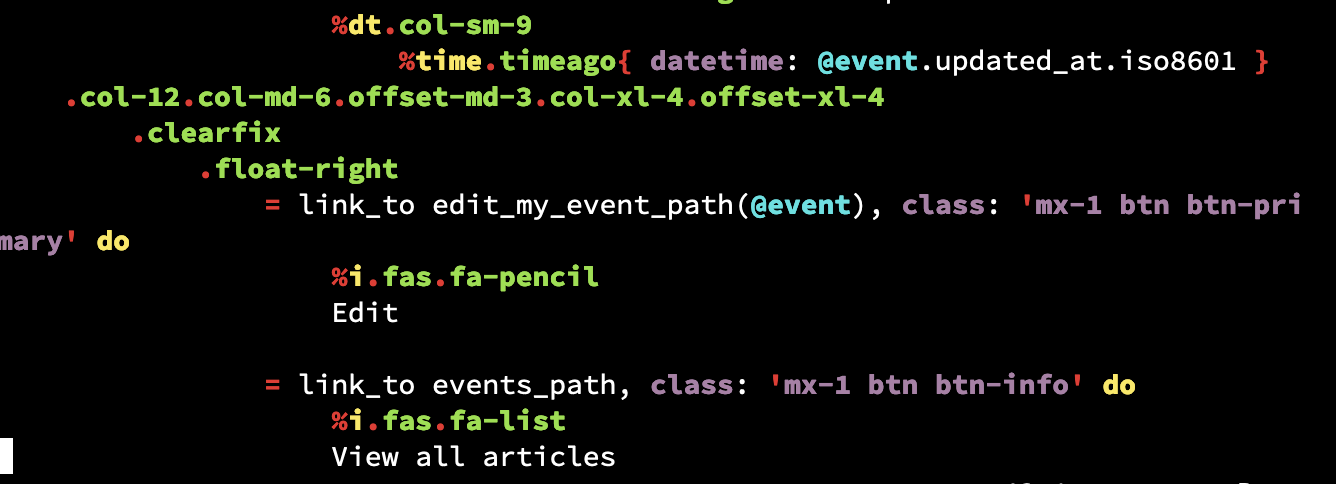 %dt.col-sm-9
%time.timeago{ datetime: @event.updated_at.iso8601 }
.col-12.col-md-6.offset-md-3.col-xl-4.offset-xl-4
.clearfix
.float-right
= link_to edit_my_event_path(@event), class: 'mx-1 btn btn-pri
mary' do
%i.fas.fa-pencil
Edit
= link_to events_path, class: 'mx-1 btn btn-info' do
%i.fas.fa-list
View all articles